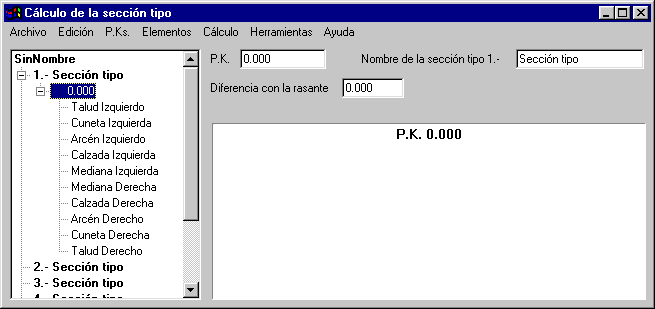 Cálculo de la sección tipo
Archivo Edición P.Ks. Elementos Cálculo Herramientas Ayuda
SinNombre
1.- Sección tipo
0.000
Talud Izquierdo
Cuneta Izquierda
Arcén Izquierdo
Calzada Izquierda
Mediana Izquierda
Mediana Derecha
Calzada Derecha
Arcén Derecho
Cuneta Derecha
Talud Derecho
2.- Sección tipo
3.- Sección tipo
4.- Sección tipo
P.K. 0.000 Nombre de la sección tipo 1.- Sección tipo
Diferencia con la rasante 0.000
P.K. 0.000